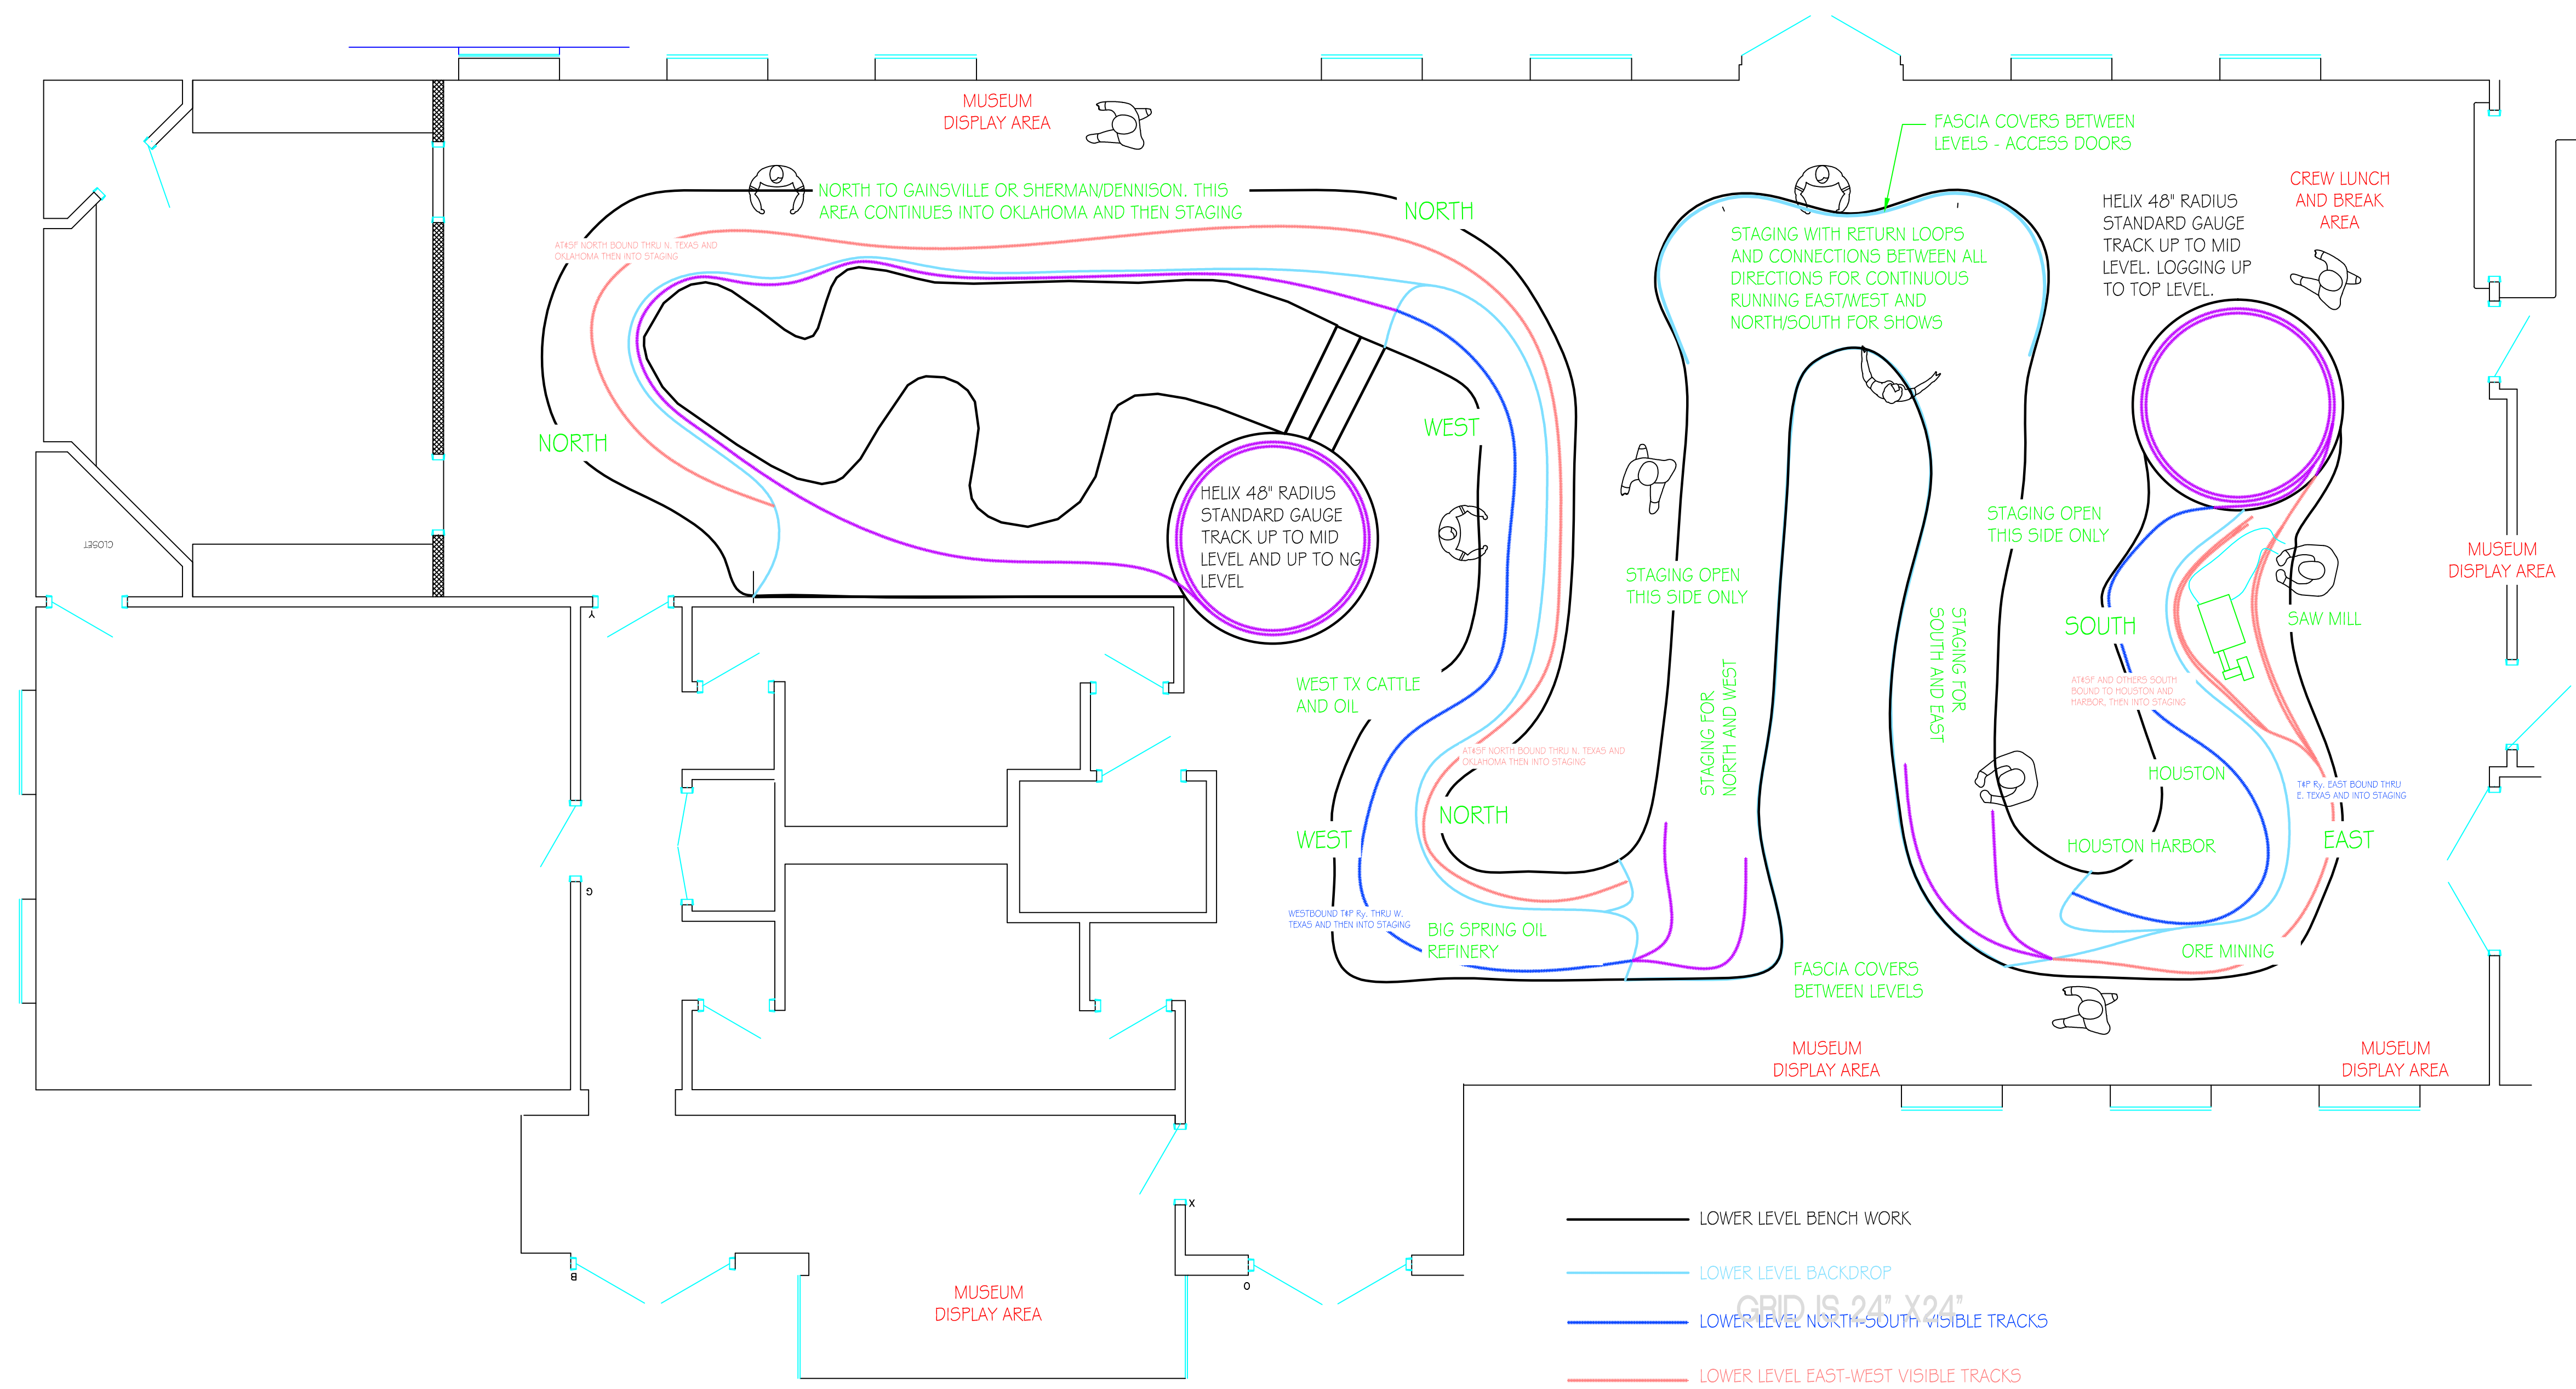 MUSEUM
DISPLAY AREA
FASCIA COVERS BETWEEN
LEVELS - ACCESS DOORS
NORTH TO GAINSVILLE OR SHERMAN/DENNISON. THIS
AREA CONTINUES INTO OKLAHOMA AND THEN STAGING
NORTH
CREW LUNCH
AND BREAK
AREA
HELIX 48" RADIUS
STANDARD GAUGE
TRACK UP TO MID
LEVEL. LOGGING UP
TO TOP LEVEL.
AT&SF NORTH BOUND THRU N. TEXAS AND
OKLAHOMA THEN INTO STAGING
STAGING WITH RETURN LOOPS
AND CONNECTIONS BETWEEN ALL
DIRECTIONS FOR CONTINUOUS
RUNNING EAST/WEST AND
NORTH/SOUTH FOR SHOWS
NORTH
WEST
HELIX 48" RADIUS
STANDARD GAUGE
TRACK UP TO MID
LEVEL AND UP TO NG
LEVEL
CLOSET
STAGING OPEN
THIS SIDE ONLY
STAGING OPEN
THIS SIDE ONLY
MUSEUM
DISPLAY AREA
Y
SOUTH
SAW MILL
STAGING FOR
SOUTH AND EAST
WEST TX CATTLE
AND OIL
STAGING FOR
NORTH AND WEST
AT&SF AND OTHERS SOUTH
BOUND TO HOUSTON AND
HARBOR, THEN INTO STAGING
AT&SF NORTH BOUND THRU N. TEXAS AND
OKLAHOMA THEN INTO STAGING
HOUSTON
T&P Ry. EAST BOUND THRU
E. TEXAS AND INTO STAGING
NORTH
WEST
HOUSTON HARBOR
EAST
G
WESTBOUND T&P Ry. THRU W.
TEXAS AND THEN INTO STAGING
BIG SPRING OIL
REFINERY
ORE MINING
FASCIA COVERS
BETWEEN LEVELS
MUSEUM
DISPLAY AREA
MUSEUM
DISPLAY AREA
X
B
O
MUSEUM
DISPLAY AREA
LOWER LEVEL BENCH WORK
LOWER LEVEL BACKDROP
GRID IS 24" X24"
LOWER LEVEL NORTH-SOUTH VISIBLE TRACKS
LOWER LEVEL EAST-WEST VISIBLE TRACKS